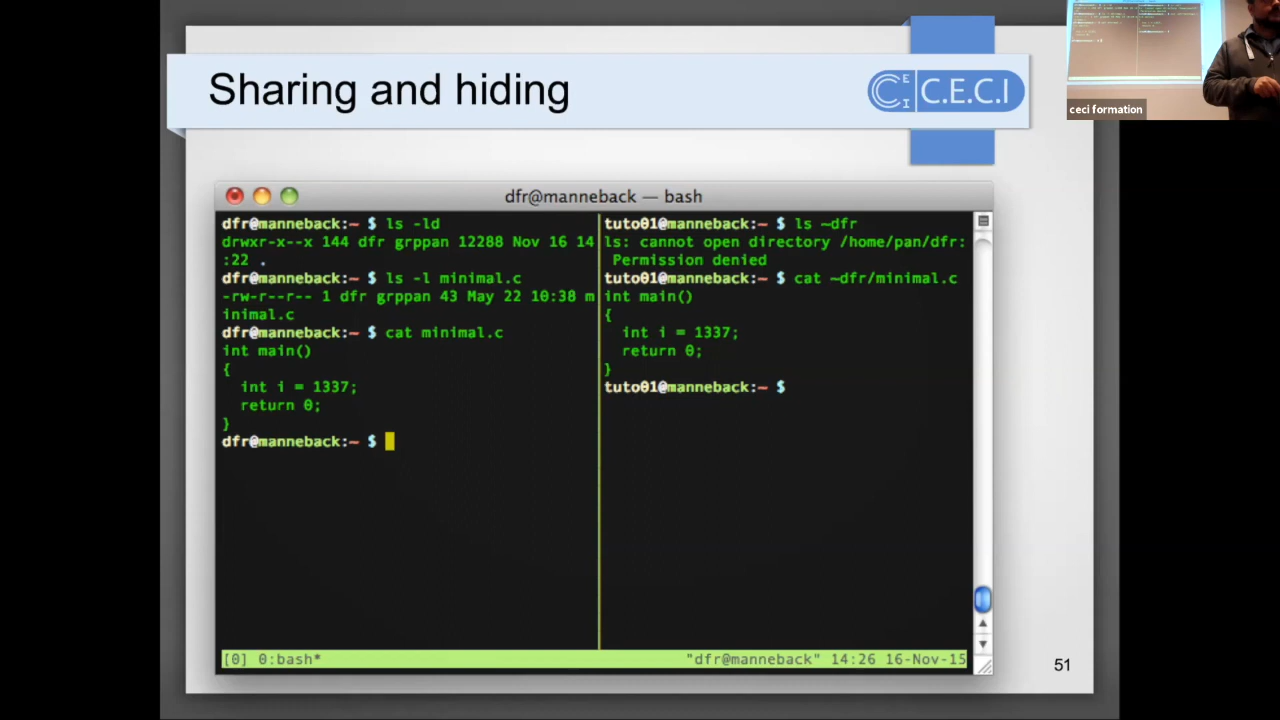 Sharing and hiding
C E C I
C.E.C.I
ceci formation
dfr@manneback — bash
dfr@manneback:~ $ ls -ld
drwxr-x--x 144 dfr grppan 12288 Nov 16 14
:22 .
dfr@manneback:~ $ ls -l minimal.c
-rw-r--r-- 1 dfr grppan 43 May 22 10:38 m
inimal.c
dfr@manneback:~ $ cat minimal.c
int main()
{
  int i = 1337;
  return 0;
}
dfr@manneback:~ $
tuto01@manneback:~ $ ls ~dfr
ls: cannot open directory /home/pan/dfr:
 Permission denied
tuto01@manneback:~ $ cat ~dfr/minimal.c
int main()
{
  int i = 1337;
  return 0;
}
tuto01@manneback:~ $
[0] 0:bash*
"dfr@manneback" 14:26 16-Nov-15
51